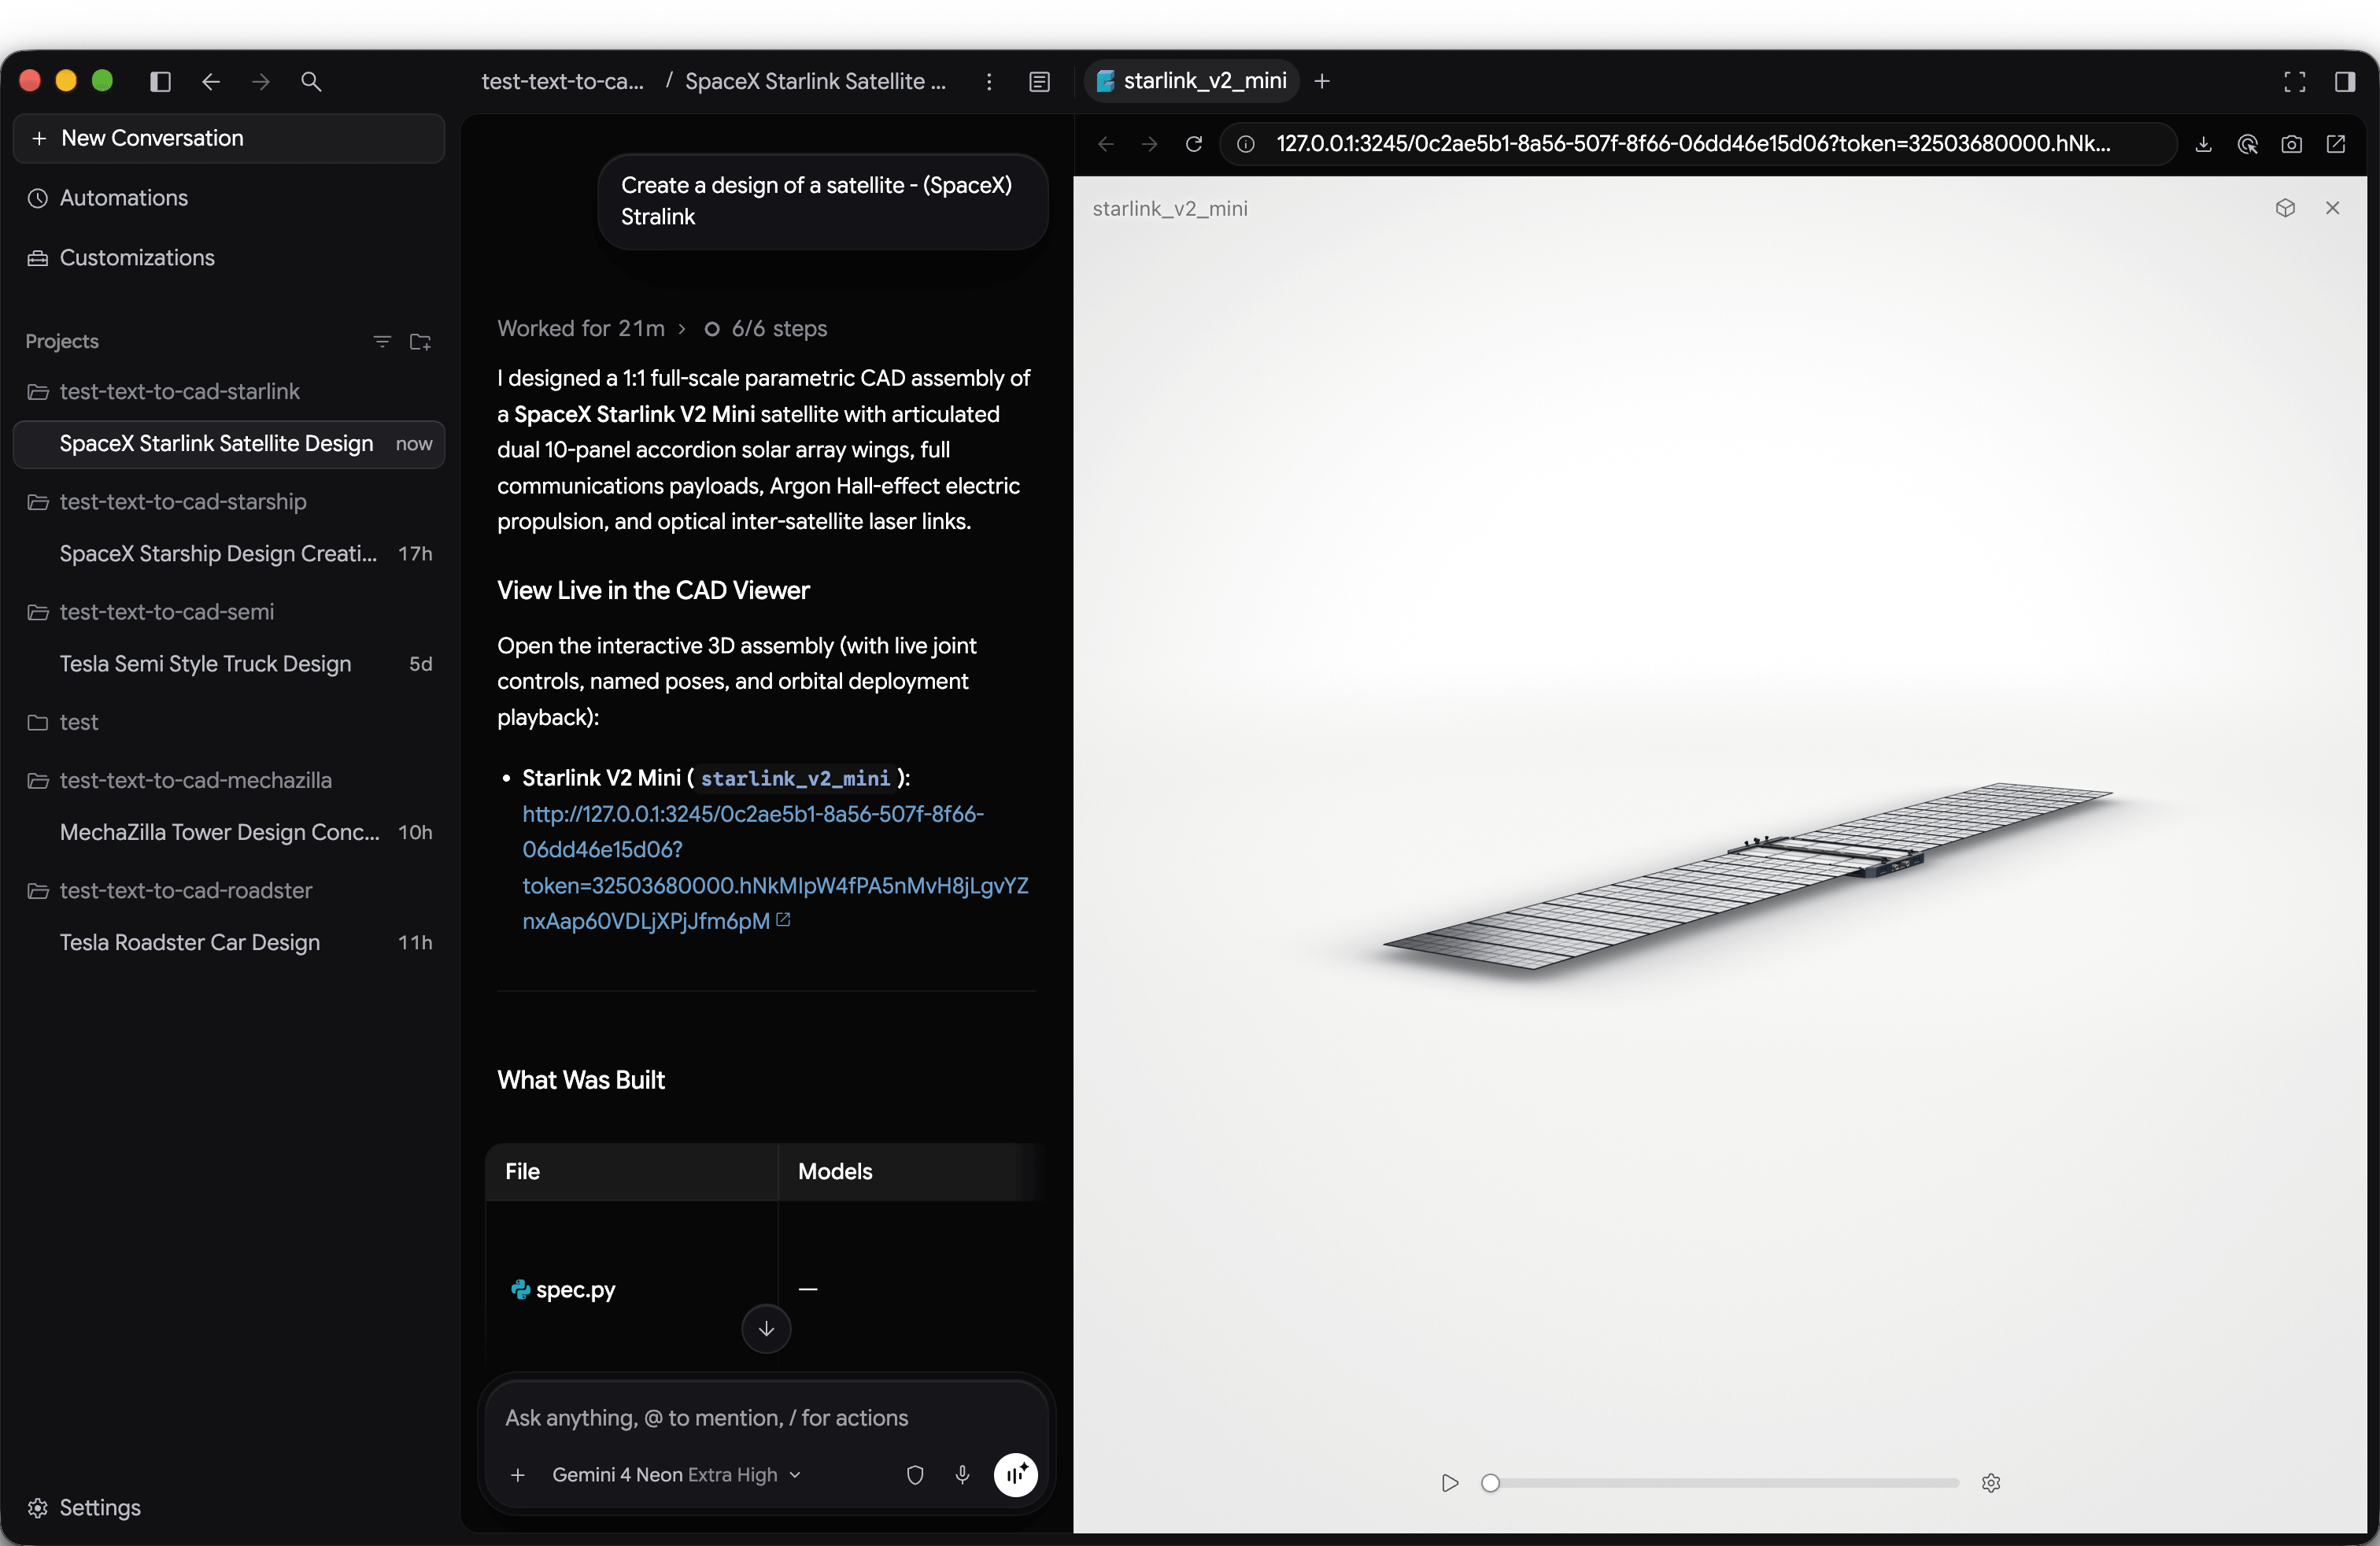 test-text-to-ca... / SpaceX Starlink Satellite ...
starlink_v2_mini
New Conversation
Automations
Customizations
Projects
test-text-to-cad-starlink
SpaceX Starlink Satellite Design now
test-text-to-cad-starship
SpaceX Starship Design Creati... 17h
test-text-to-cad-semi
Tesla Semi Style Truck Design 5d
test
test-text-to-cad-mechazilla
MechaZilla Tower Design Conc... 10h
test-text-to-cad-roadster
Tesla Roadster Car Design 11h
Settings
Create a design of a satellite - (SpaceX)
Stralink
Worked for 21m > 6/6 steps
I designed a 1:1 full-scale parametric CAD assembly of
a SpaceX Starlink V2 Mini satellite with articulated
dual 10-panel accordion solar array wings, full
communications payloads, Argon Hall-effect electric
propulsion, and optical inter-satellite laser links.
View Live in the CAD Viewer
Open the interactive 3D assembly (with live joint
controls, named poses, and orbital deployment
playback):
• Starlink V2 Mini ( starlink_v2_mini ):
http://127.0.0.1:3245/0c2ae5b1-8a56-507f-8f66-
06dd46e15d06?
token=32503680000.hNkMIpW4fPA5nMvH8jLgvYZ
nxAap60VDLjXPjJfm6pM
What Was Built
File Models
spec.py —
Ask anything, @ to mention, / for actions
Gemini 4 Neon Extra High
127.0.0.1:3245/0c2ae5b1-8a56-507f-8f66-06dd46e15d06?token=32503680000.hNk...
starlink_v2_mini